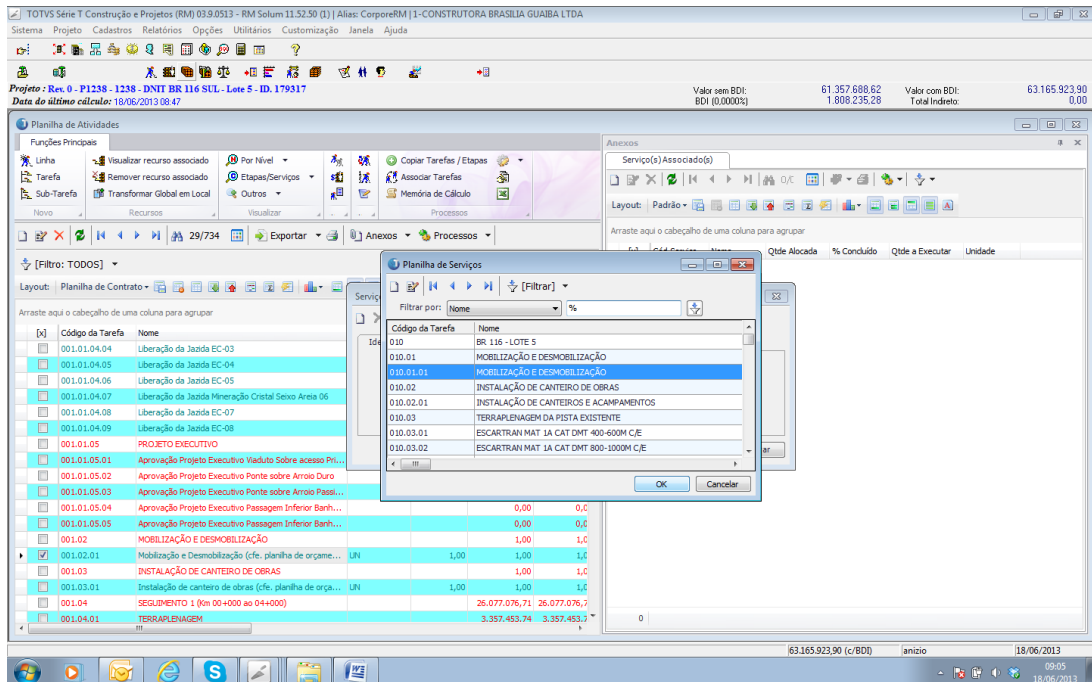 TOTVS Série T Construção e Projetos (RM) 03.9.0513 - RM Solum 11.52.50 (1) | Alias: CorporeRM | 1-CONSTRUTORA BRASILIA GUAIBA LTDA
Sistema Projeto Cadastros Relatórios Opções Utilitários Customização Janela Ajuda
Projeto : Rev. 0 - P1238 - 1238 - DNIT BR 116 SUL - Lote 5 - ID. 179317
Valor sem BDI: 61.357.688,62 Valor com BDI: 63.165.923,90
Data do último cálculo: 18/06/2013 08:47
BDI (0,0000%) 1.808.235,28 Total Indireto: 0,00
Planilha de Atividades
Funções Principais
Linha Visualizar recurso associado Por Nível Copiar Tarefas / Etapas
Tarefa Remover recurso associado Etapas/Serviços Associar Tarefas
Sub-Tarefa Transformar Global em Local Outros Memória de Cálculo
Novo Recursos Visualizar Processos
29/734 Exportar Anexos Processos
[Filtro: TODOS]
Layout: Planilha de Contrato
Arraste aqui o cabeçalho de uma coluna para agrupar
[x] Código da Tarefa Nome
001.01.04.04 Liberação da Jazida EC-03
001.01.04.05 Liberação da Jazida EC-04
001.01.04.06 Liberação da Jazida EC-05
001.01.04.07 Liberação da Jazida Mineração Cristal Seixo Areia 06
001.01.04.08 Liberação da Jazida EC-07
001.01.04.09 Liberação da Jazida EC-08
001.01.05 PROJETO EXECUTIVO
001.01.05.01 Aprovação Projeto Executivo Viaduto Sobre acesso Pri...
001.01.05.02 Aprovação Projeto Executivo Ponte sobre Arroio Duro
001.01.05.03 Aprovação Projeto Executivo Ponte sobre Arroio Passi...
001.01.05.04 Aprovação Projeto Executivo Passagem Inferior Banh... 0,00 0,0
001.01.05.05 Aprovação Projeto Executivo Passagem Inferior Banh... 0,00 0,0
001.02 MOBILIZAÇÃO E DESMOBILIZAÇÃO 1,00 1,0
001.02.01 Mobilização e Desmobilização (cfe. planilha de orçame... UN 1,00 1,00 1,0
001.03 INSTALAÇÃO DE CANTEIRO DE OBRAS 1,00 1,0
001.03.01 Instalação de canteiro de obras (cfe. planilha de orça... UN 1,00 1,00 1,0
001.04 SEGUIMENTO 1 (Km 00+000 ao 04+000) 26.077.076,71 26.077.076,7
001.04.01 TERRAPLENAGEM 3.357.453,74 3.357.453,7
Serviç
Ide
ar
Planilha de Serviços
[Filtrar]
Filtrar por: Nome %
Código da Tarefa Nome
010 BR 116 - LOTE 5
010.01 MOBILIZAÇÃO E DESMOBILIZAÇÃO
010.01.01 MOBILIZAÇÃO E DESMOBILIZAÇÃO
010.02 INSTALAÇÃO DE CANTEIRO DE OBRAS
010.02.01 INSTALAÇÃO DE CANTEIROS E ACAMPAMENTOS
010.03 TERRAPLENAGEM DA PISTA EXISTENTE
010.03.01 ESCARTRAN MAT 1A CAT DMT 400-600M C/E
010.03.02 ESCARTRAN MAT 1A CAT DMT 800-1000M C/E
OK Cancelar
Anexos
Serviço(s) Associado(s)
0/0
Layout: Padrão
Arraste aqui o cabeçalho de uma coluna para agrupar
[x] Cód.Serviço Nome Qtde Alocada % Concluído Qtde a Executar Unidade
0
63.165.923,90 (c/BDI) anizio 18/06/2013
09:05
18/06/2013